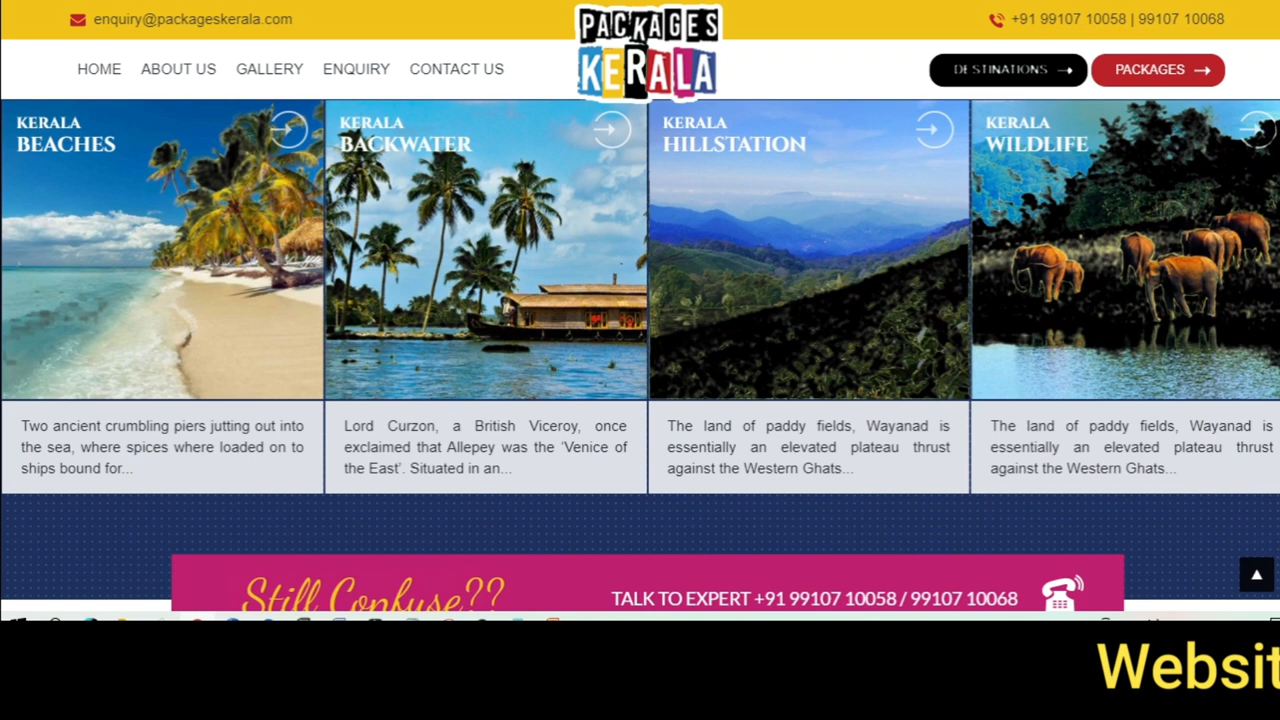 enquiry@packageskerala.com
+91 99107 10058 | 99107 10068
PACKAGES
KERALA
HOME ABOUT US GALLERY ENQUIRY CONTACT US
DESTINATIONS
PACKAGES
KERALA
BEACHES
KERALA
BACKWATER
KERALA
HILLSTATION
KERALA
WILDLIFE
Two ancient crumbling piers jutting out into
the sea, where spices where loaded on to
ships bound for...
Lord Curzon, a British Viceroy, once
exclaimed that Allepey was the ‘Venice of
the East’. Situated in an...
The land of paddy fields, Wayanad is
essentially an elevated plateau thrust
against the Western Ghats...
The land of paddy fields, Wayanad is
essentially an elevated plateau thrust
against the Western Ghats...
Still Confuse??
TALK TO EXPERT +91 99107 10058 / 99107 10068
Websit